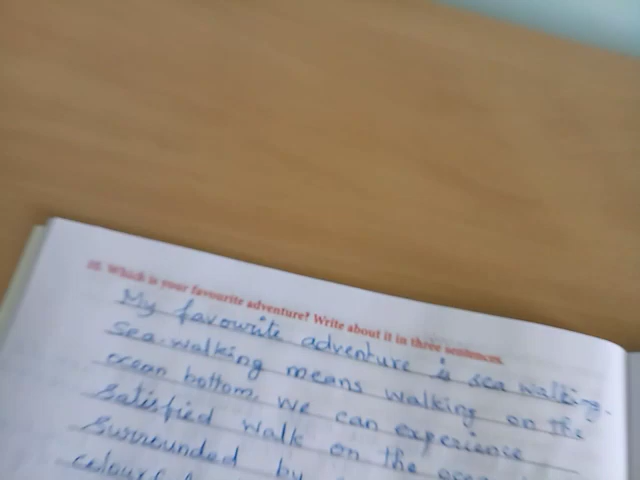 10. Which is your favourite adventure? Write about it in three sentences.
My favourite adventure is sea walking.
sea walking means walking on the
ocean bottom. We can experience
satisfied walk on the
surrounded by